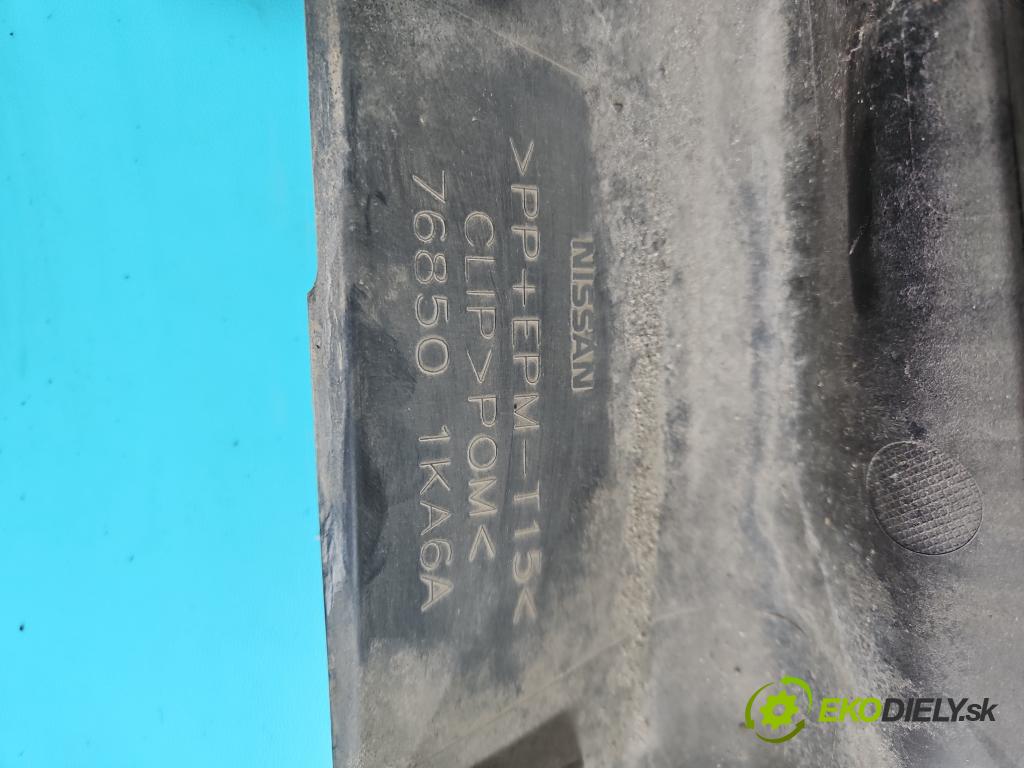 NISSAN
>PP+EPM-T15<
CLIP>POM<
76850 1KA6A
EKODIELY.sk